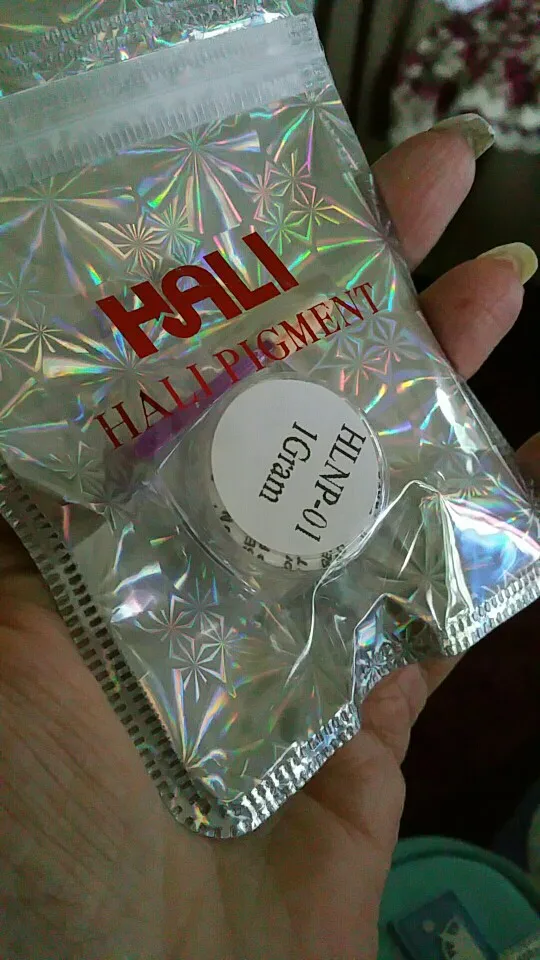 HALI
HALI PIGMENT
HLNP-01
1Gram